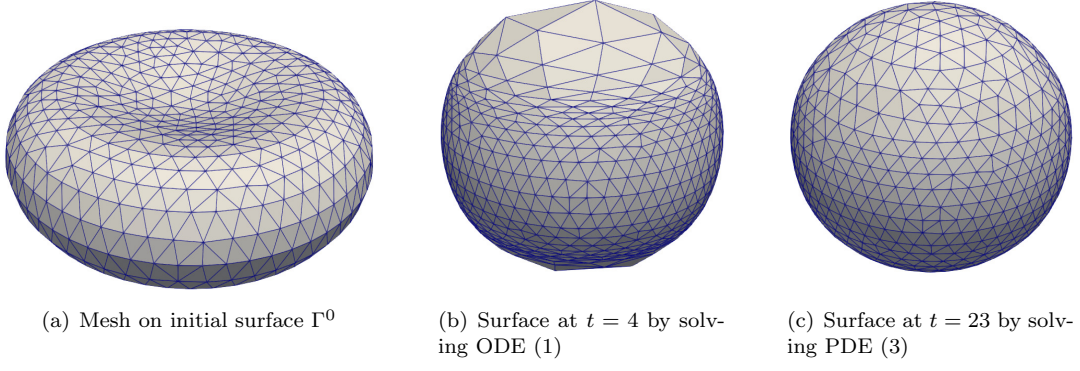 (a) Mesh on initial surface Γ⁰
(b) Surface at t = 4 by solv-
ing ODE (1)
(c) Surface at t = 23 by solv-
ing PDE (3)